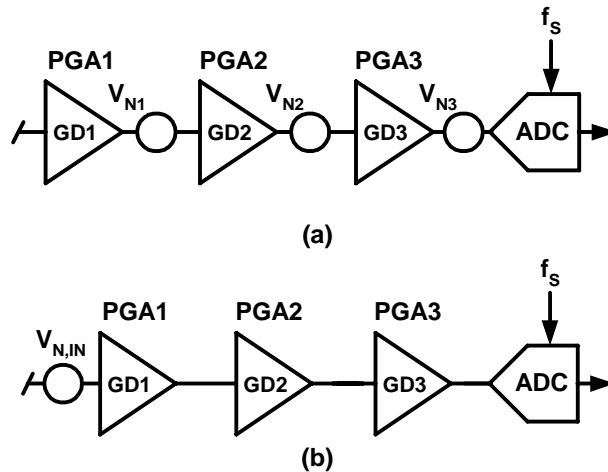 f_S
PGA1 PGA2 PGA3
V_N1 V_N2 V_N3
GD1 GD2 GD3 ADC
(a)
f_S
PGA1 PGA2 PGA3
V_N,IN
GD1 GD2 GD3 ADC
(b)